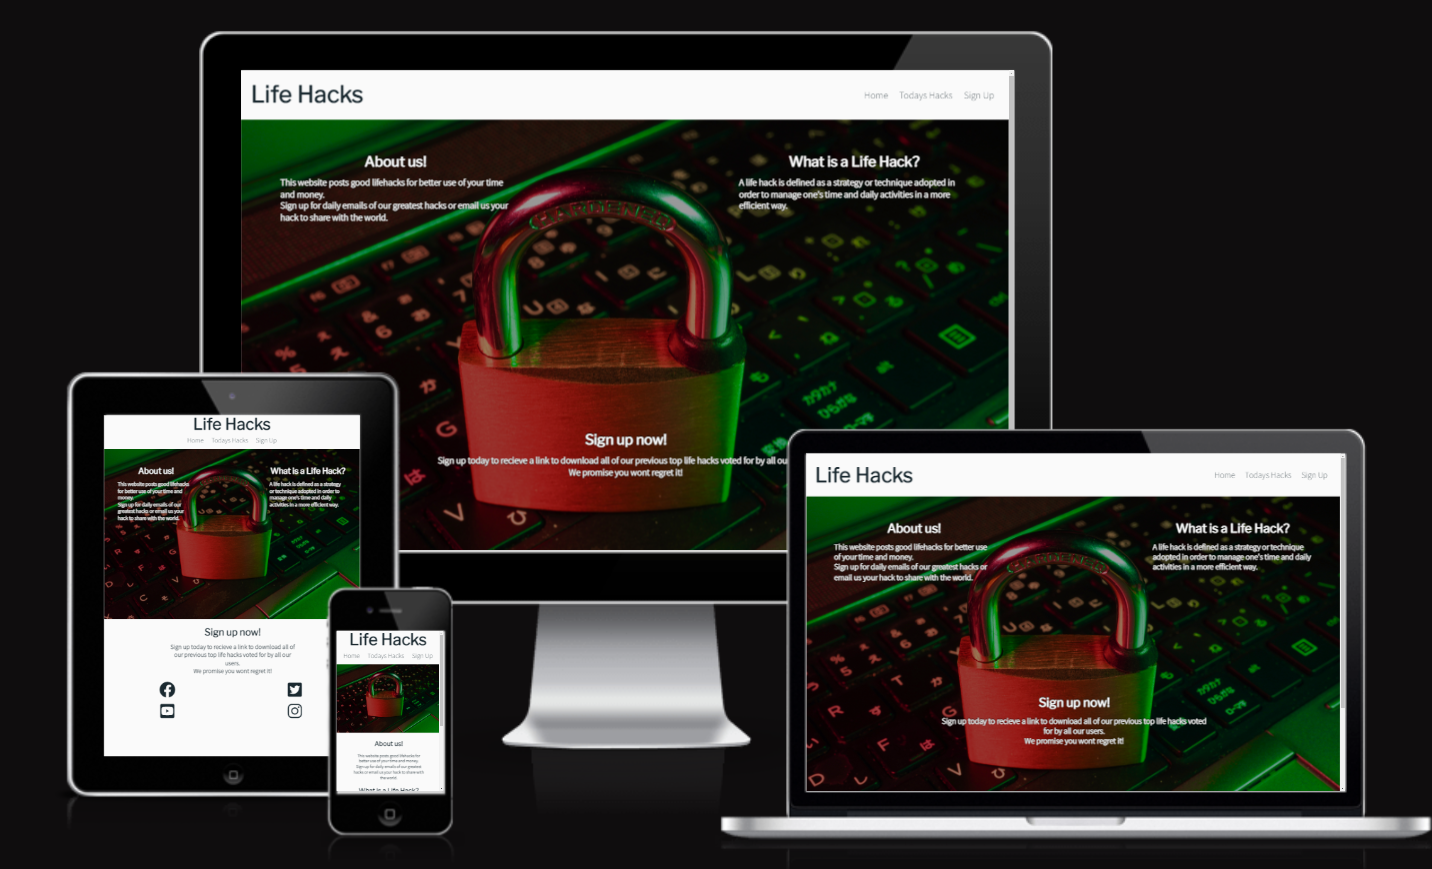 Life Hacks
Home Todays Hacks Sign Up
About us!
This website posts good lifehacks for better use of your time
and money.
Sign up for daily emails of our greatest hacks or email us your
hack to share with the world.
What is a Life Hack?
A life hack is defined as a strategy or technique adopted in
order to manage one's time and daily activities in a more
efficient way.
HARDENED
Sign up now!
Sign up today to recieve a link to download all of our previous top life hacks voted for by all ou
We promise you wont regret it!
Life Hacks
Home Todays Hacks Sign Up
About us!
This website posts good lifehacks
for better use of your time and
money.
Sign up for daily emails of our
greatest hacks or email us your
hack to share with the world.
What is a Life Hack?
A life hack is defined as a strategy
or technique adopted in order to
manage one's time and daily
activities in a more efficient way.
Sign up now!
Sign up today to recieve a link to download all of
our previous top life hacks voted for by all our
users.
We promise you wont regret it!
Life Hacks
Home Todays Hacks Sign Up
About us!
This website posts good lifehacks for
better use of your time and money.
Sign up for daily emails of our greatest
hacks or email us your hack to share with
the world.
What is a Life Hack?
Life Hacks
Home Todays Hacks Sign Up
About us!
This website posts good lifehacks for better use
of your time and money.
Sign up for daily emails of our greatest hacks or
email us your hack to share with the world.
What is a Life Hack?
A life hack is defined as a strategy or technique
adopted in order to manage one's time and daily
activities in a more efficient way.
HARDENED
Sign up now!
Sign up today to recieve a link to download all of our previous top life hacks voted
for by all our users.
We promise you wont regret it!